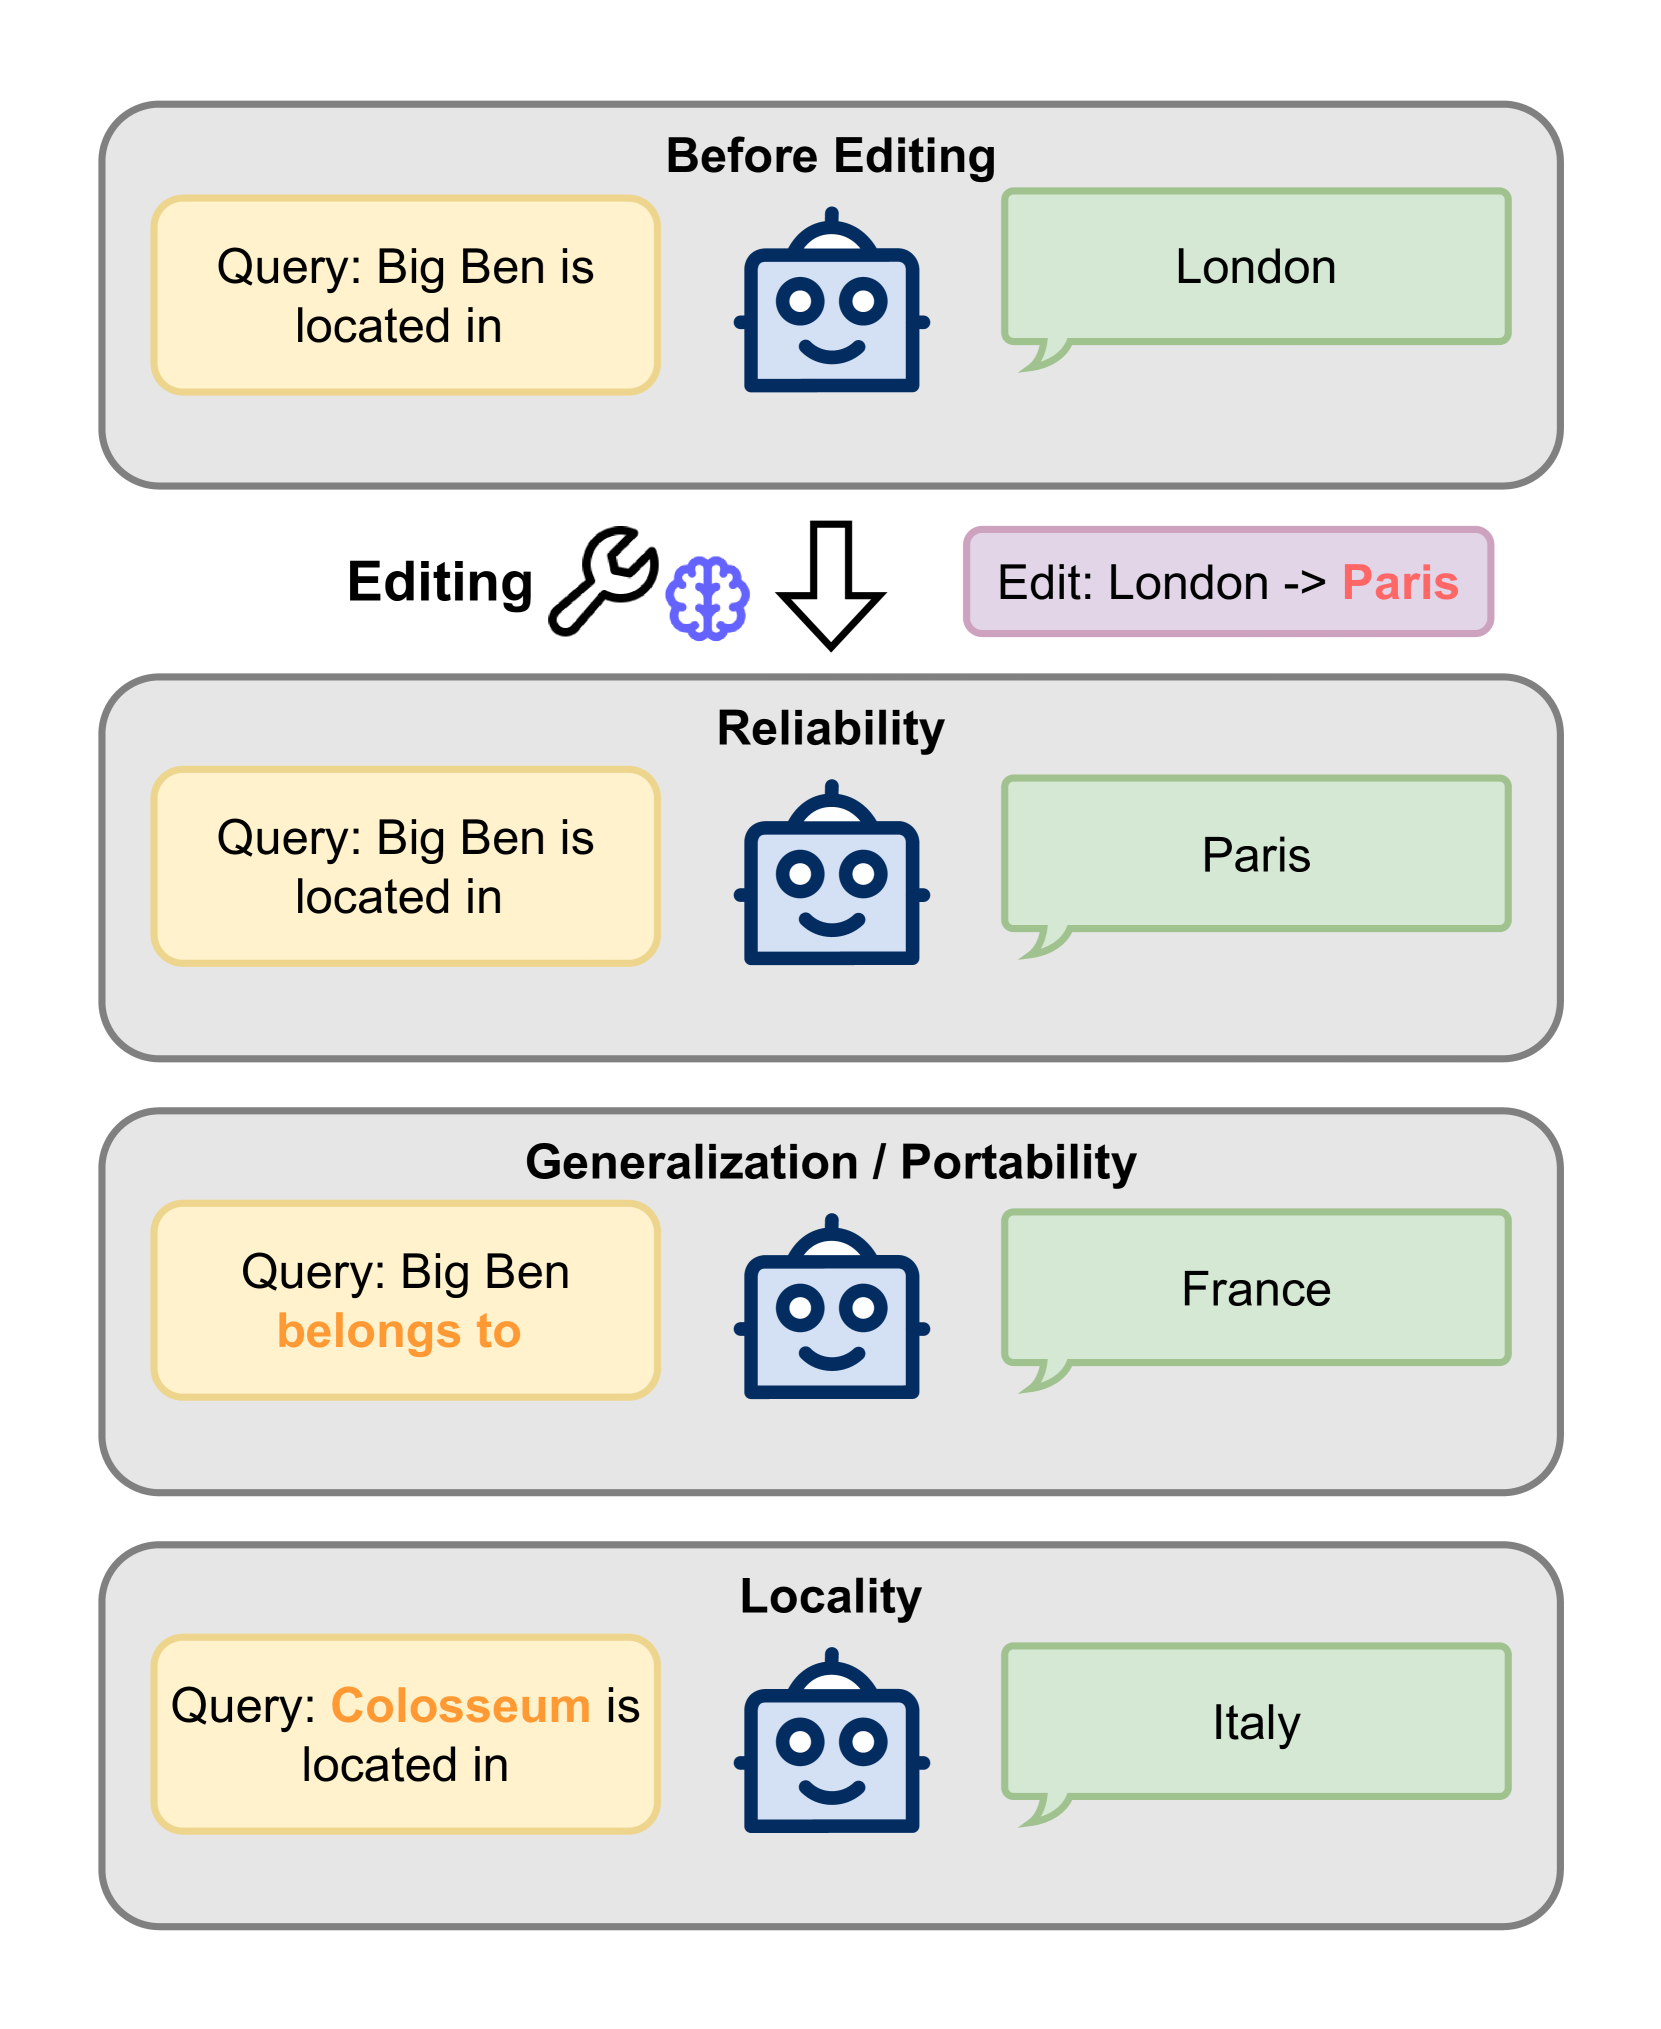 Before Editing
Query: Big Ben is
located in
London
Editing
Edit: London -> Paris
Reliability
Query: Big Ben is
located in
Paris
Generalization / Portability
Query: Big Ben
belongs to
France
Locality
Query: Colosseum is
located in
Italy